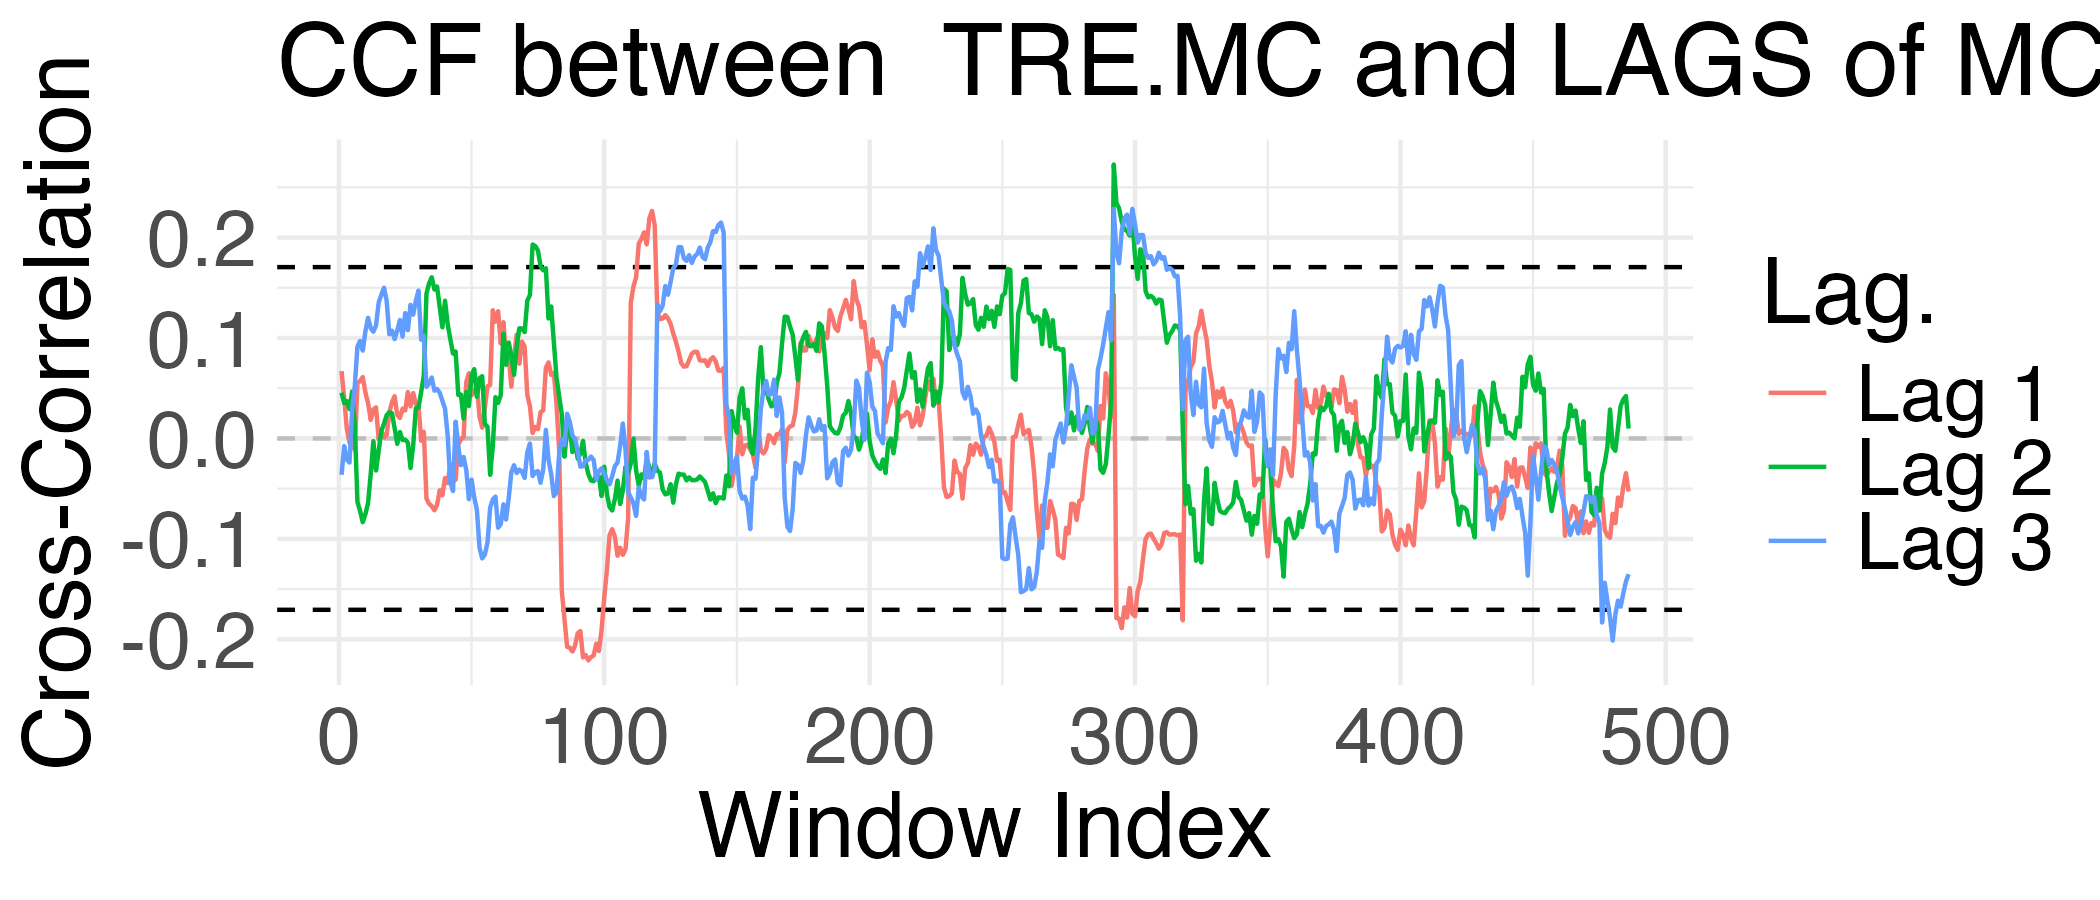 CCF between  TRE.MC and LAGS of MC
Cross-Correlation
0.2
0.1
0.0
-0.1
-0.2
0 100 200 300 400 500
Window Index
Lag.
Lag 1
Lag 2
Lag 3